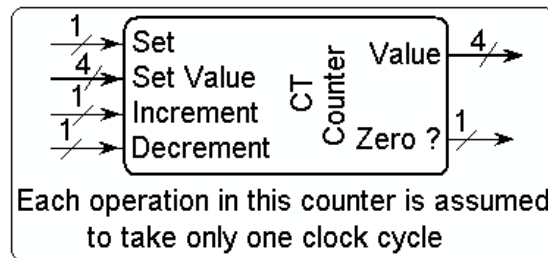 1
Set
4
Set Value
1
Increment
1
Decrement
CT
Counter
Value
4
Zero ?
1
Each operation in this counter is assumed
to take only one clock cycle